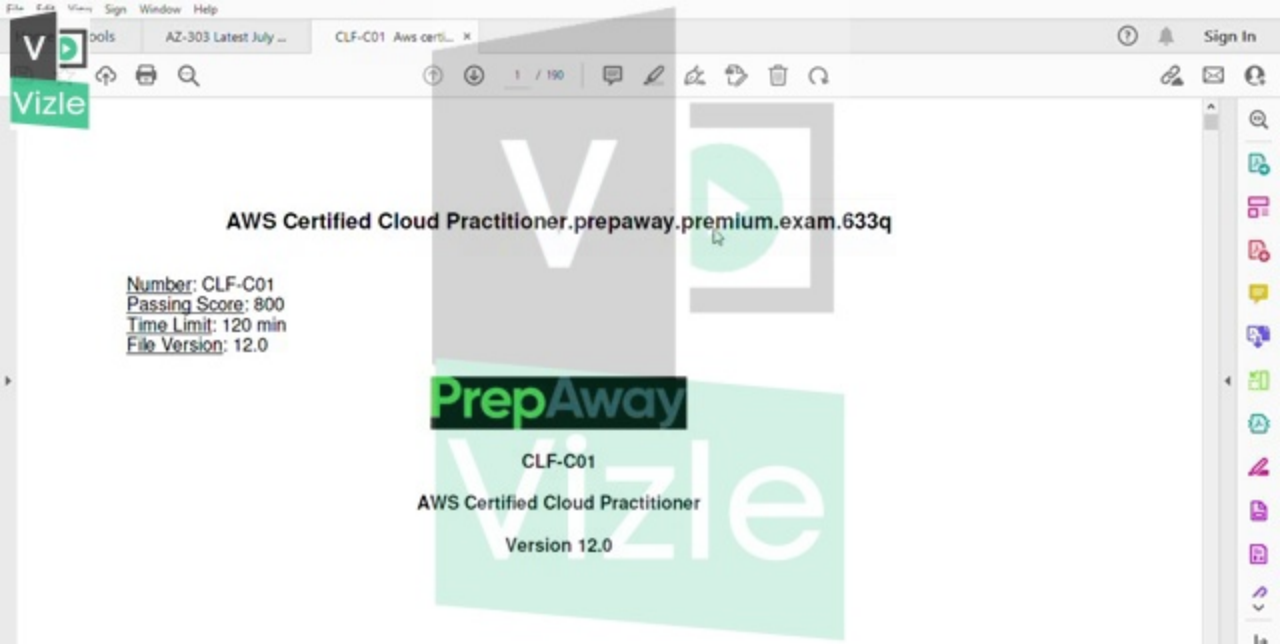 File Edit View Sign Window Help
ools AZ-303 Latest July ... CLF-C01 Aws certi... × Sign In
1 / 190
V
Vizle
AWS Certified Cloud Practitioner.prepaway.premium.exam.633q
Number: CLF-C01
Passing Score: 800
Time Limit: 120 min
File Version: 12.0
V
PrepAway
Vizle
CLF-C01
AWS Certified Cloud Practitioner
Version 12.0